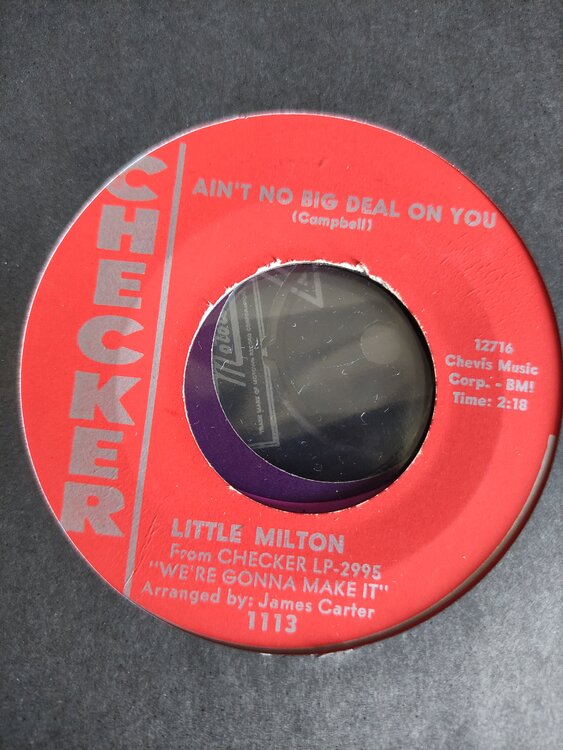 CHECKER
AIN'T NO BIG DEAL ON YOU
(Campbell)
12716
Chevis Music
Corp. - BMI
Time: 2:18
LITTLE MILTON
From CHECKER LP-2995
"WE'RE GONNA MAKE IT"
Arranged by: James Carter
1113